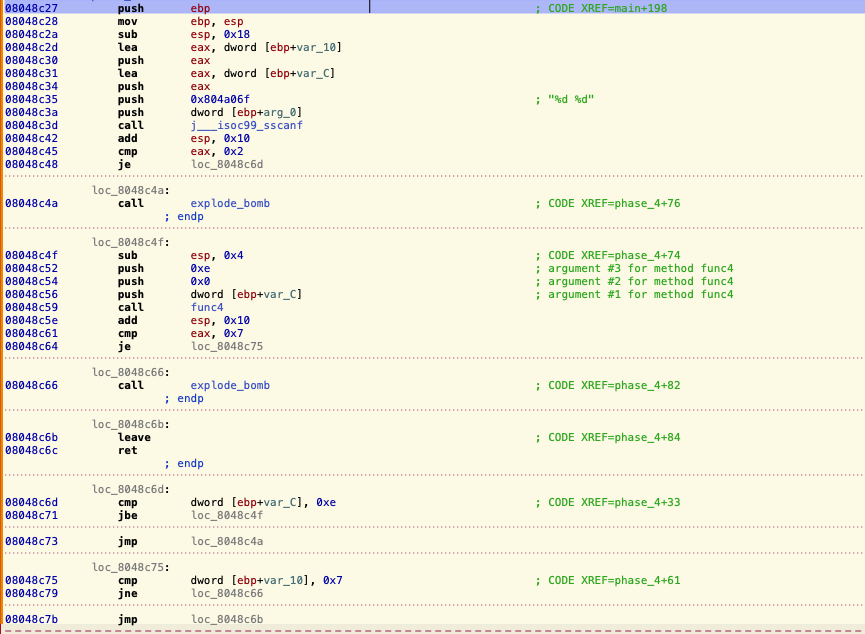 08048c27 push ebp ; CODE XREF=main+198
08048c28 mov ebp, esp
08048c2a sub esp, 0x18
08048c2d lea eax, dword [ebp+var_10]
08048c30 push eax
08048c31 lea eax, dword [ebp+var_C]
08048c34 push eax
08048c35 push 0x804a06f ; "%d %d"
08048c3a push dword [ebp+arg_0]
08048c3d call j___isoc99_sscanf
08048c42 add esp, 0x10
08048c45 cmp eax, 0x2
08048c48 je loc_8048c6d
loc_8048c4a:
08048c4a call explode_bomb ; CODE XREF=phase_4+76
; endp
loc_8048c4f:
08048c4f sub esp, 0x4 ; CODE XREF=phase_4+74
08048c52 push 0xe ; argument #3 for method func4
08048c54 push 0x0 ; argument #2 for method func4
08048c56 push dword [ebp+var_C] ; argument #1 for method func4
08048c59 call func4
08048c5e add esp, 0x10
08048c61 cmp eax, 0x7
08048c64 je loc_8048c75
loc_8048c66:
08048c66 call explode_bomb ; CODE XREF=phase_4+82
; endp
loc_8048c6b:
08048c6b leave ; CODE XREF=phase_4+84
08048c6c ret
; endp
loc_8048c6d:
08048c6d cmp dword [ebp+var_C], 0xe ; CODE XREF=phase_4+33
08048c71 jbe loc_8048c4f
08048c73 jmp loc_8048c4a
loc_8048c75:
08048c75 cmp dword [ebp+var_10], 0x7 ; CODE XREF=phase_4+61
08048c79 jne loc_8048c66
08048c7b jmp loc_8048c6b